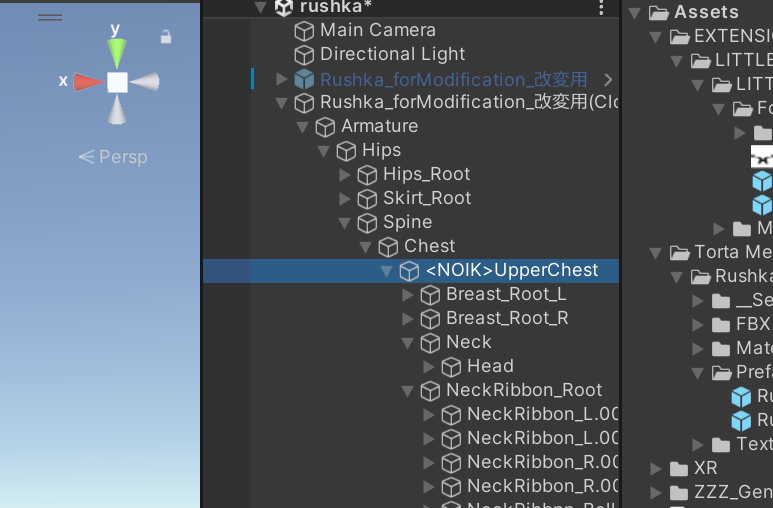 y
x
Persp
rushka*
Main Camera
Directional Light
Rushka_forModification_改変用
Rushka_forModification_改変用(Clo
Armature
Hips
Hips_Root
Skirt_Root
Spine
Chest
<NOIK>UpperChest
Breast_Root_L
Breast_Root_R
Neck
Head
NeckRibbon_Root
NeckRibbon_L.00
NeckRibbon_L.00
NeckRibbon_R.00
NeckRibbon_R.00
Assets
EXTENSION
LITTLE
LITT
Fo
M
Torta Me
Rushka
__Se
FBX
Mate
Prefa
Ru
Ru
Text
XR
ZZZ_Gen